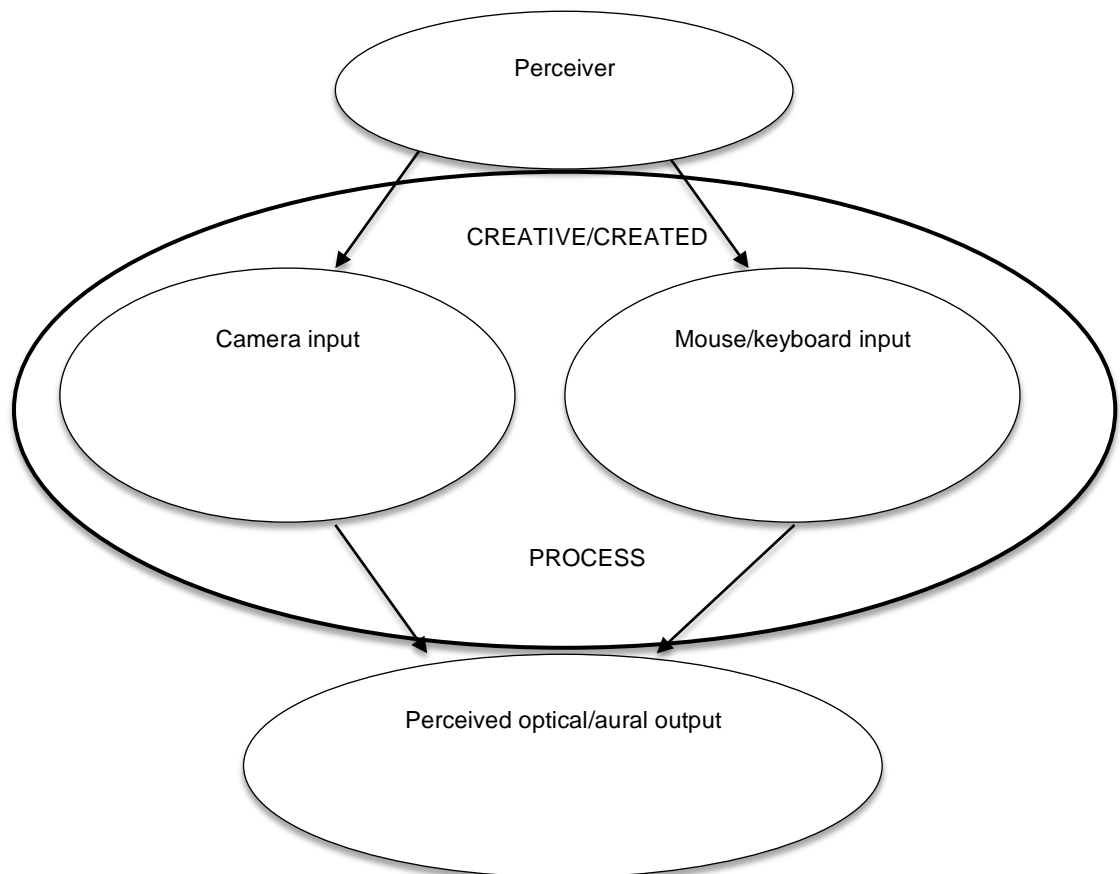 Perceiver
CREATIVE/CREATED
Camera input
Mouse/keyboard input
PROCESS
Perceived optical/aural output